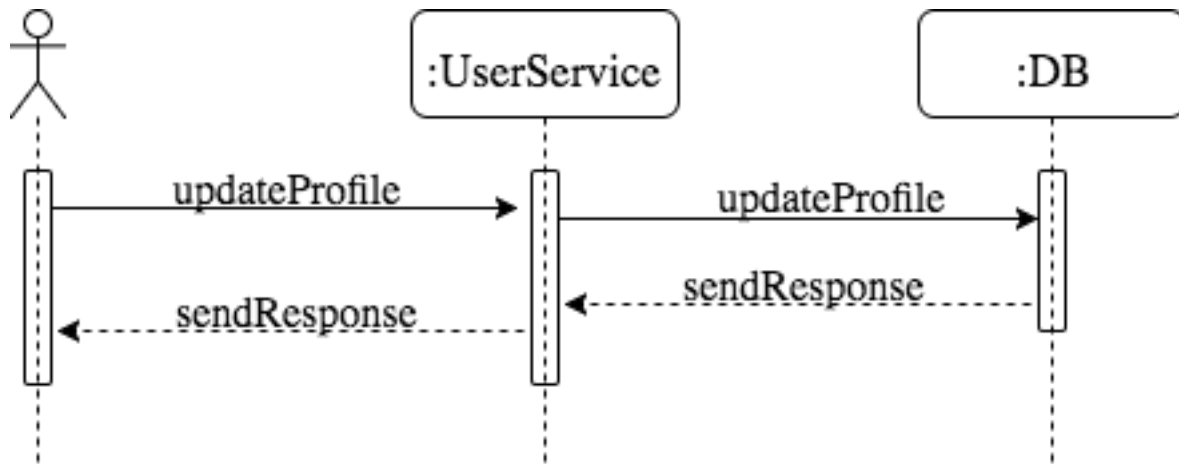 :UserService
:DB
updateProfile
updateProfile
sendResponse
sendResponse